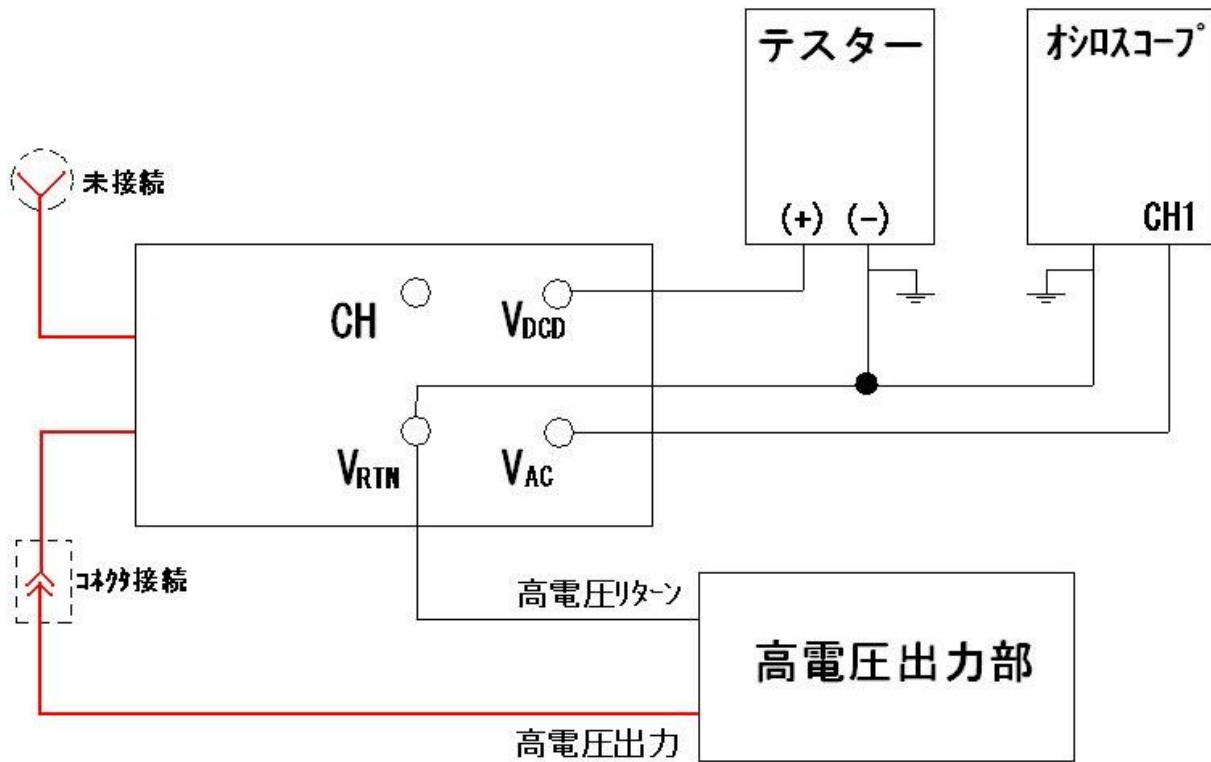 テスター
オシロスコープ
未接続
(+) (-)
CH1
CH
VDCD
VRTN
VAC
コネクタ接続
高電圧リターン
高電圧出力部
高電圧出力